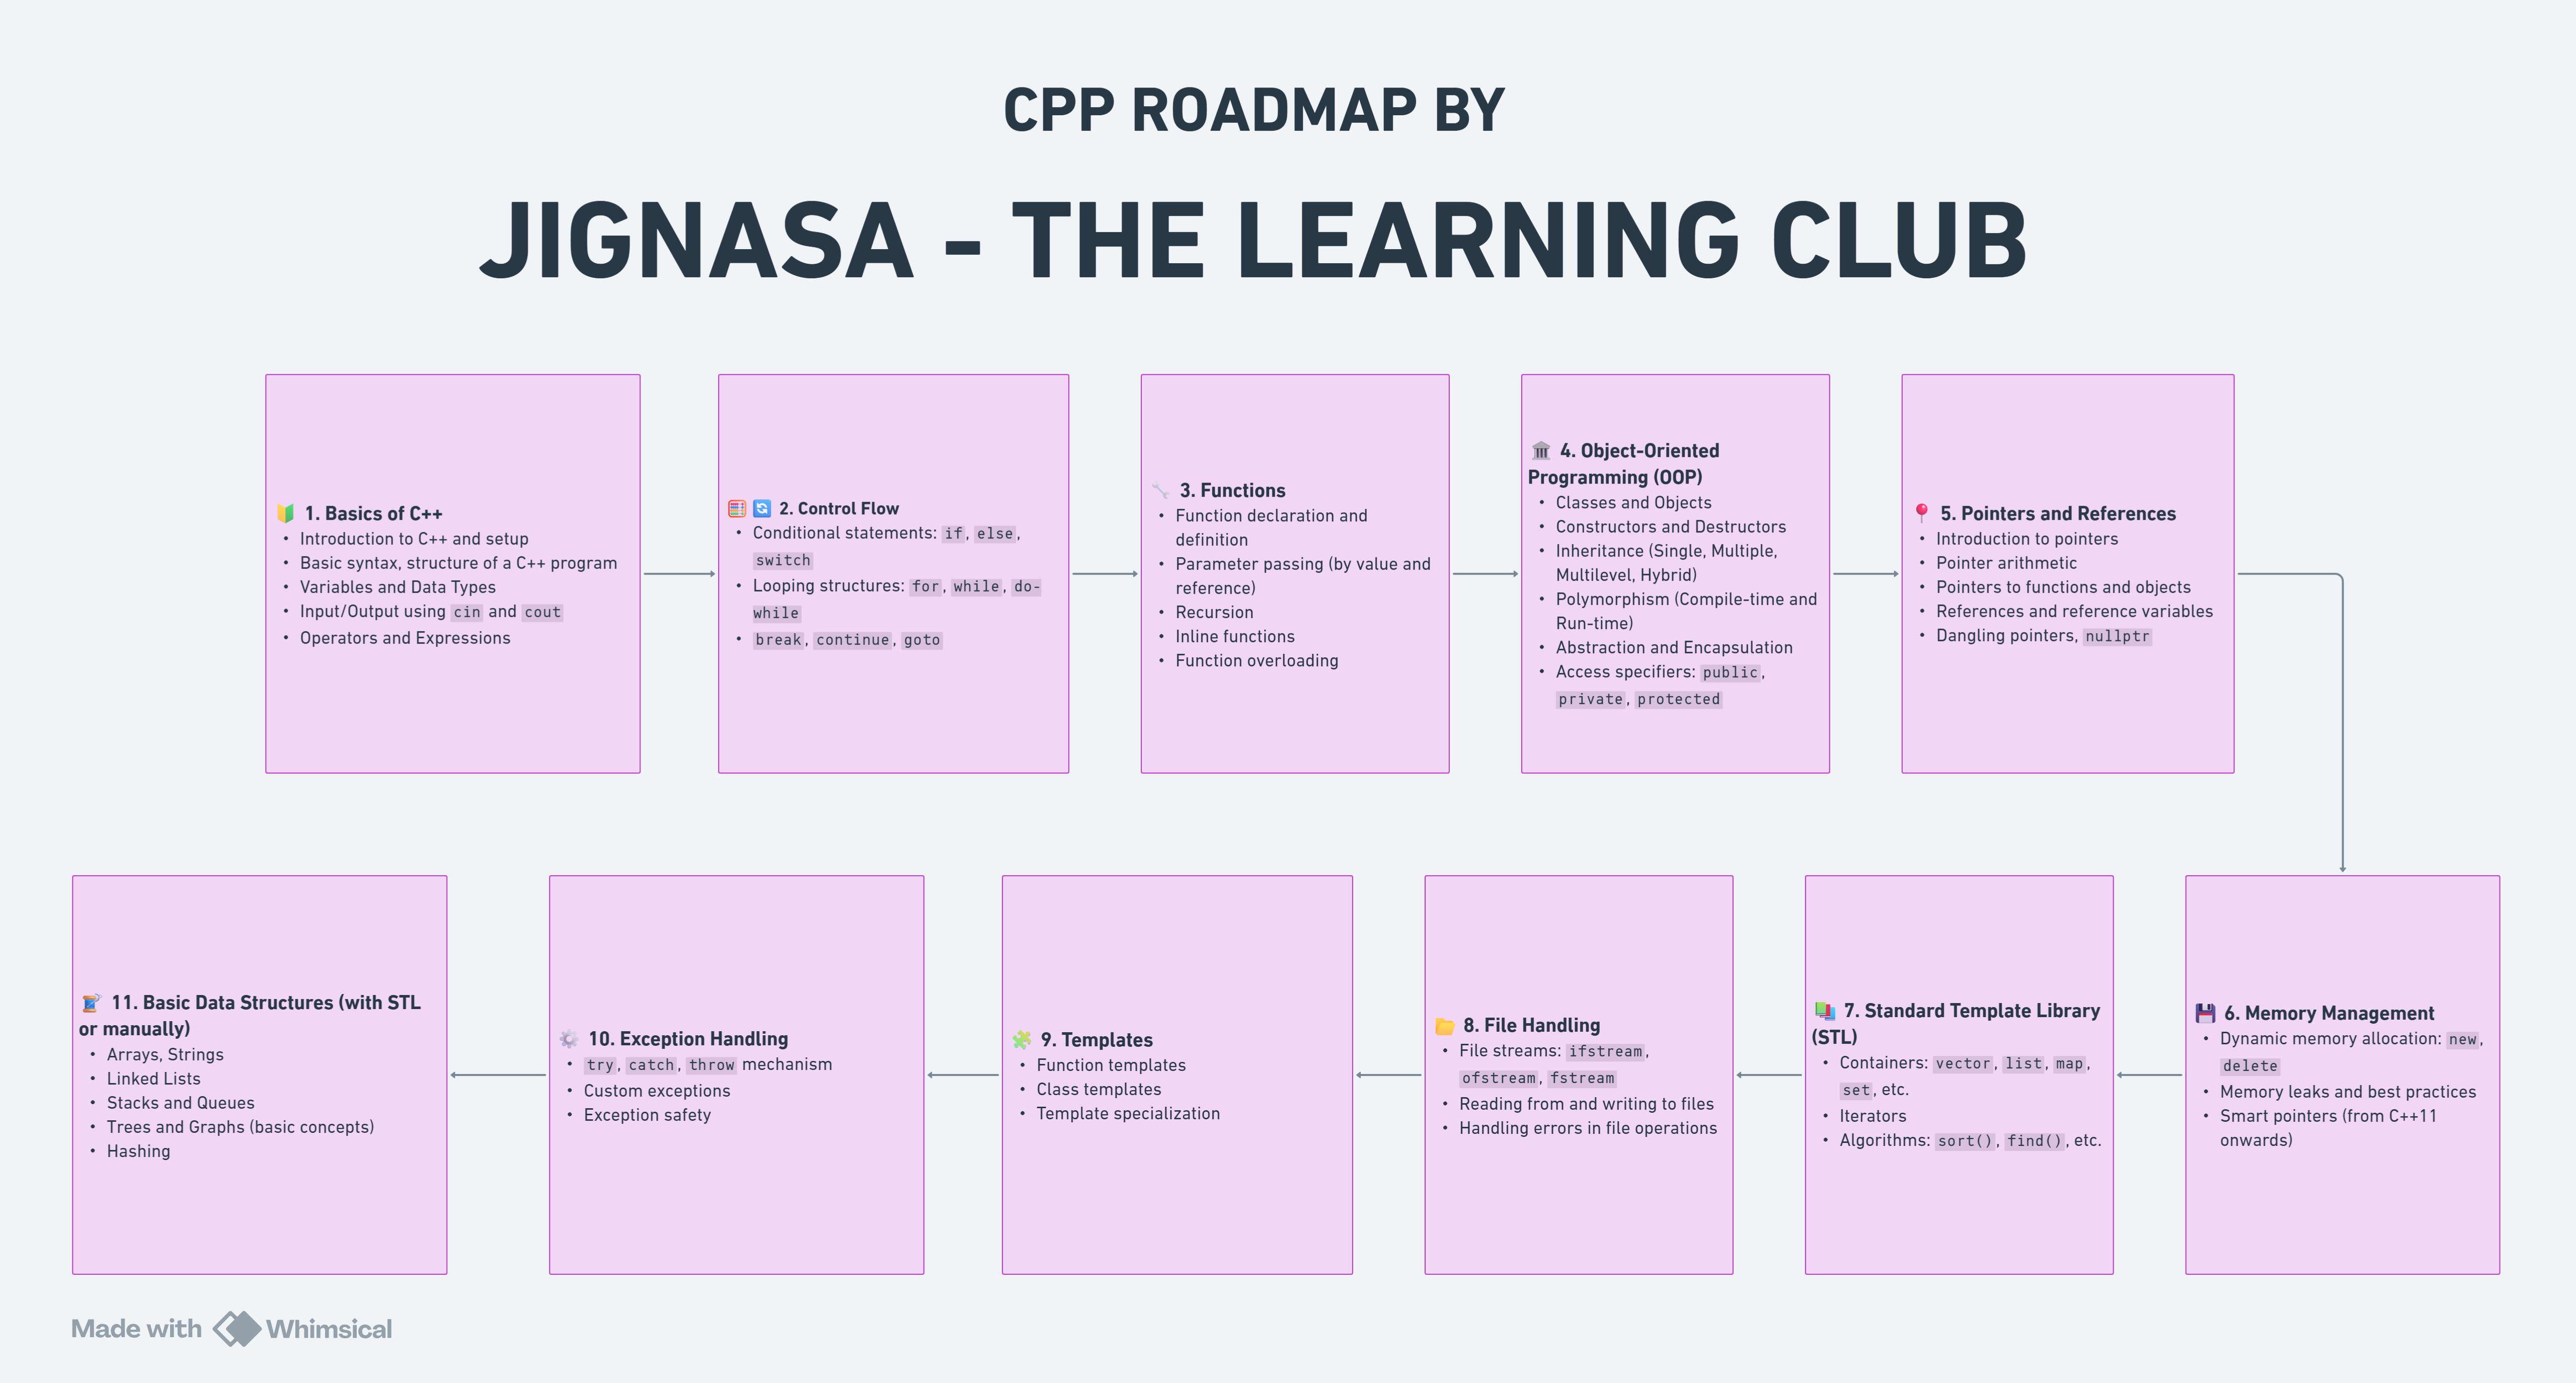 CPP ROADMAP BY
JIGNASA - THE LEARNING CLUB
🔰 1. Basics of C++
• Introduction to C++ and setup
• Basic syntax, structure of a C++ program
• Variables and Data Types
• Input/Output using cin and cout
• Operators and Expressions
🧮 🔄 2. Control Flow
• Conditional statements: if, else,
switch
• Looping structures: for, while, do-
while
• break, continue, goto
🔧 3. Functions
• Function declaration and
definition
• Parameter passing (by value and
reference)
• Recursion
• Inline functions
• Function overloading
🏛️ 4. Object-Oriented
Programming (OOP)
• Classes and Objects
• Constructors and Destructors
• Inheritance (Single, Multiple,
Multilevel, Hybrid)
• Polymorphism (Compile-time and
Run-time)
• Abstraction and Encapsulation
• Access specifiers: public,
private, protected
📍 5. Pointers and References
• Introduction to pointers
• Pointer arithmetic
• Pointers to functions and objects
• References and reference variables
• Dangling pointers, nullptr
💾 6. Memory Management
• Dynamic memory allocation: new,
delete
• Memory leaks and best practices
• Smart pointers (from C++11
onwards)
📚 7. Standard Template Library
(STL)
• Containers: vector, list, map,
set, etc.
• Iterators
• Algorithms: sort(), find(), etc.
📂 8. File Handling
• File streams: ifstream,
ofstream, fstream
• Reading from and writing to files
• Handling errors in file operations
🧩 9. Templates
• Function templates
• Class templates
• Template specialization
⚙️ 10. Exception Handling
• try, catch, throw mechanism
• Custom exceptions
• Exception safety
🧵 11. Basic Data Structures (with STL
or manually)
• Arrays, Strings
• Linked Lists
• Stacks and Queues
• Trees and Graphs (basic concepts)
• Hashing
Made with Whimsical